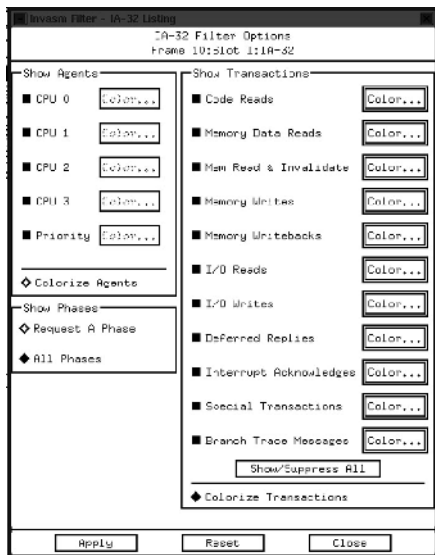 Invasm Filter - IA-32 Listing
IA-32 Filter Options
Frame 10:Slot 1:IA-32
Show Agents
CPU 0 Color...
CPU 1 Color...
CPU 2 Color...
CPU 3 Color...
Priority Color...
Colorize Agents
Show Phases
Request A Phase
All Phases
Show Transactions
Code Reads Color...
Memory Data Reads Color...
Mem Read & Invalidate Color...
Memory Writes Color...
Memory Writebacks Color...
I/O Reads Color...
I/O Writes Color...
Deferred Replies Color...
Interrupt Acknowledges Color...
Special Transactions Color...
Branch Trace Messages Color...
Show/Suppress All
Colorize Transactions
Apply Reset Close